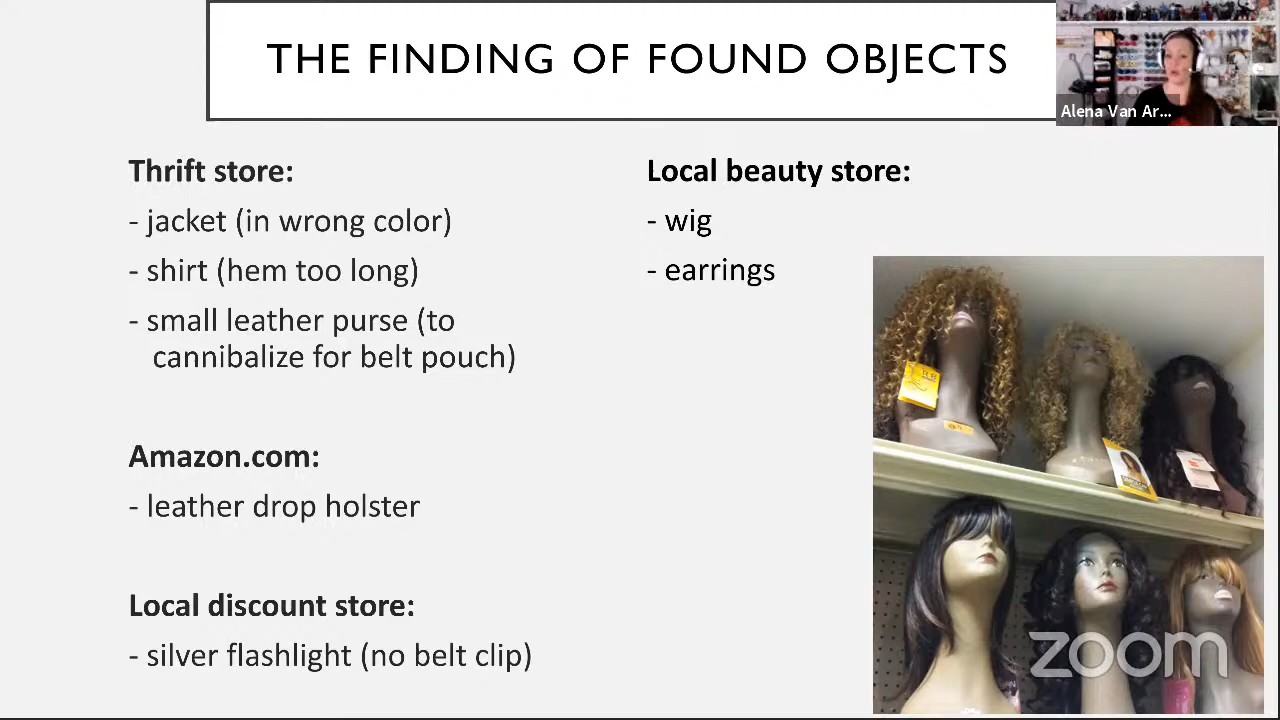 THE FINDING OF FOUND OBJECTS
Alena Van Ar...
Thrift store:
- jacket (in wrong color)
- shirt (hem too long)
- small leather purse (to
cannibalize for belt pouch)
Amazon.com:
- leather drop holster
Local discount store:
- silver flashlight (no belt clip)
Local beauty store:
- wig
- earrings
zoom